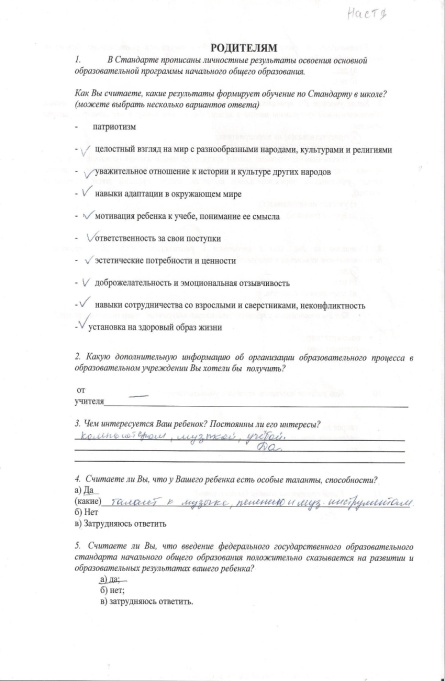 Настя
РОДИТЕЛЯМ
1. В Стандарте прописаны личностные результаты освоения основной
образовательной программы начального общего образования.
Как Вы считаете, какие результаты формирует обучение по Стандарту в школе?
(можете выбрать несколько вариантов ответа)
- патриотизм
- ✓ целостный взгляд на мир с разнообразными народами, культурами и религиями
- ✓ уважительное отношение к истории и культуре других народов
- ✓ навыки адаптации в окружающем мире
- ✓ мотивация ребенка к учебе, понимание ее смысла
- ✓ ответственность за свои поступки
- ✓ эстетические потребности и ценности
- ✓ доброжелательность и эмоциональная отзывчивость
- ✓ навыки сотрудничества со взрослыми и сверстниками, неконфликтность
- ✓ установка на здоровый образ жизни
2. Какую дополнительную информацию об организации образовательного процесса в
образовательном учреждении Вы хотели бы получить?
от
учителя —
3. Чем интересуется Ваш ребенок? Постоянны ли его интересы?
компьютером, музыкой, учёбой.
Да.
4. Считаете ли Вы, что у Вашего ребенка есть особые таланты, способности?
а) Да
(какие) талант к музыке, пению и муз. инструментам
б) Нет
в) Затрудняюсь ответить
5. Считаете ли Вы, что введение федерального государственного образовательного
стандарта начального общего образования положительно сказывается на развитии и
образовательных результатах вашего ребенка?
а) да;
б) нет;
в) затрудняюсь ответить.